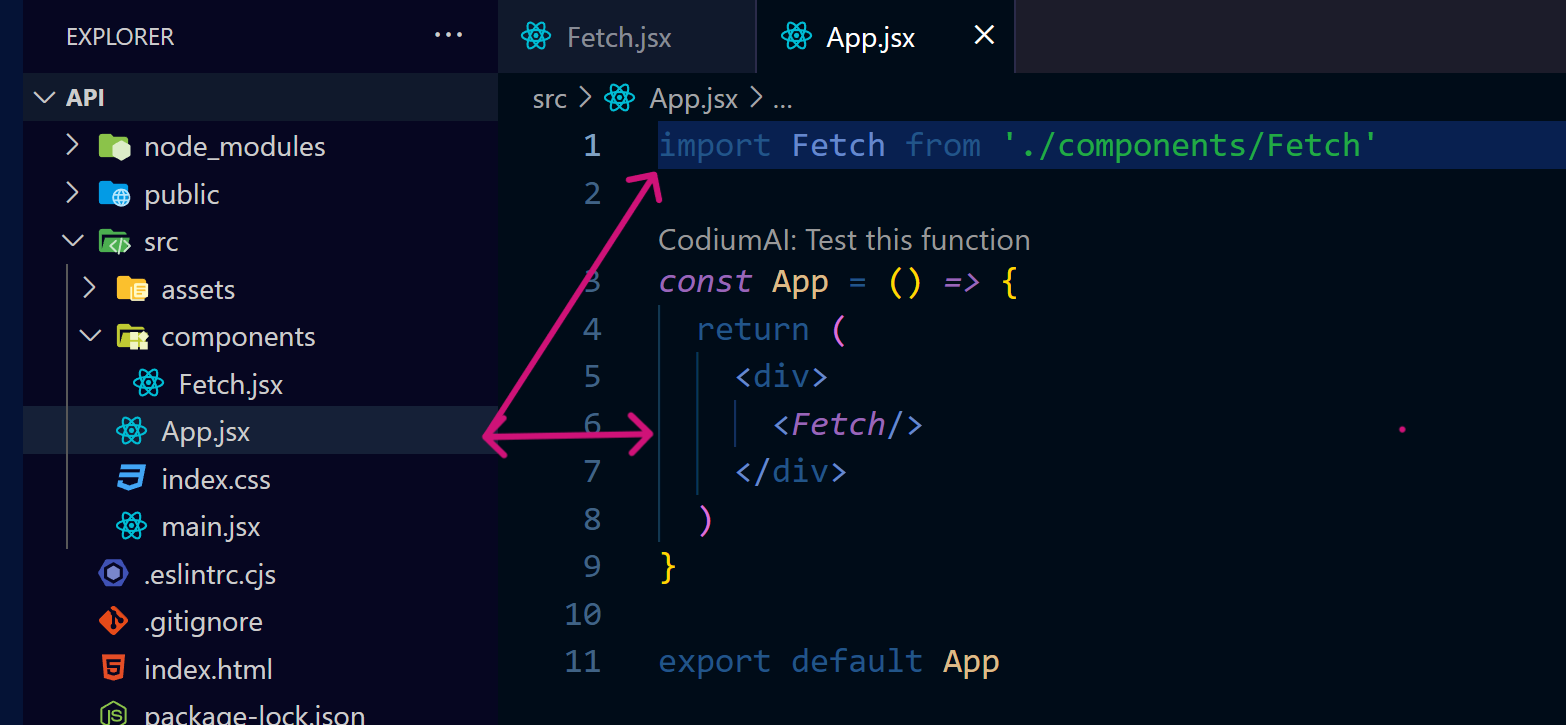 EXPLORER
API
node_modules
public
src
assets
components
Fetch.jsx
App.jsx
index.css
main.jsx
.eslintrc.cjs
.gitignore
index.html
package-lock.json
Fetch.jsx App.jsx
src > App.jsx > ...
1 import Fetch from './components/Fetch'
2
CodiumAI: Test this function
3 const App = () => {
4 return (
5 <div>
6 <Fetch/>
7 </div>
8 )
9 }
10
11 export default App